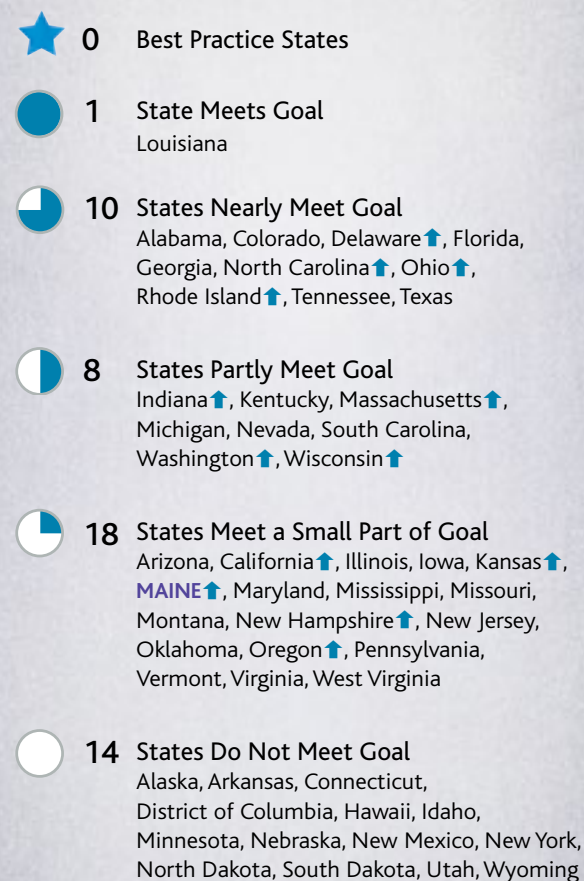 0 Best Practice States
1 State Meets Goal
Louisiana
10 States Nearly Meet Goal
Alabama, Colorado, Delaware⬆, Florida,
Georgia, North Carolina⬆, Ohio⬆,
Rhode Island⬆, Tennessee, Texas
8 States Partly Meet Goal
Indiana⬆, Kentucky, Massachusetts⬆,
Michigan, Nevada, South Carolina,
Washington⬆, Wisconsin⬆
18 States Meet a Small Part of Goal
Arizona, California⬆, Illinois, Iowa, Kansas⬆,
MAINE⬆, Maryland, Mississippi, Missouri,
Montana, New Hampshire⬆, New Jersey,
Oklahoma, Oregon⬆, Pennsylvania,
Vermont, Virginia, West Virginia
14 States Do Not Meet Goal
Alaska, Arkansas, Connecticut,
District of Columbia, Hawaii, Idaho,
Minnesota, Nebraska, New Mexico, New York,
North Dakota, South Dakota, Utah, Wyoming